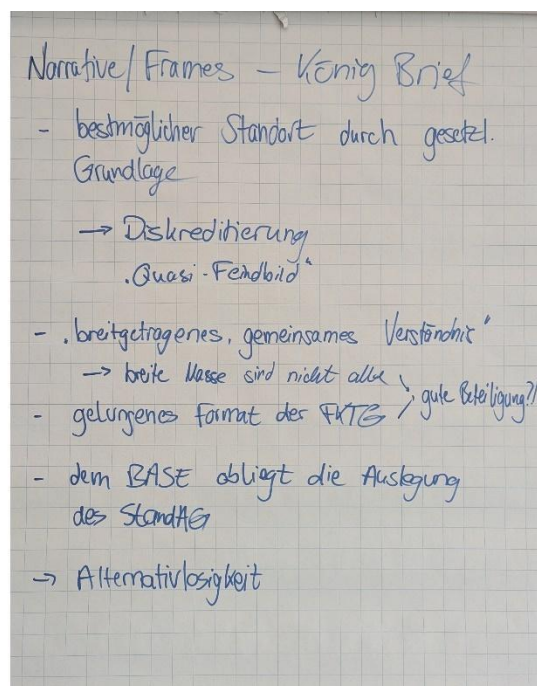 Narrative/Frames – König Brief
- bestmöglicher Standort durch gesetzl.
Grundlage
→ Diskreditierung
„Quasi-Feindbild"
- „breitgetragenes, gemeinsames Verständnis"
→ breite Masse sind nicht alle
gute Beteiligung?!
- gelungenes Format der FKTG
- dem BASE obliegt die Auslegung
des StandAG
→ Alternativlosigkeit